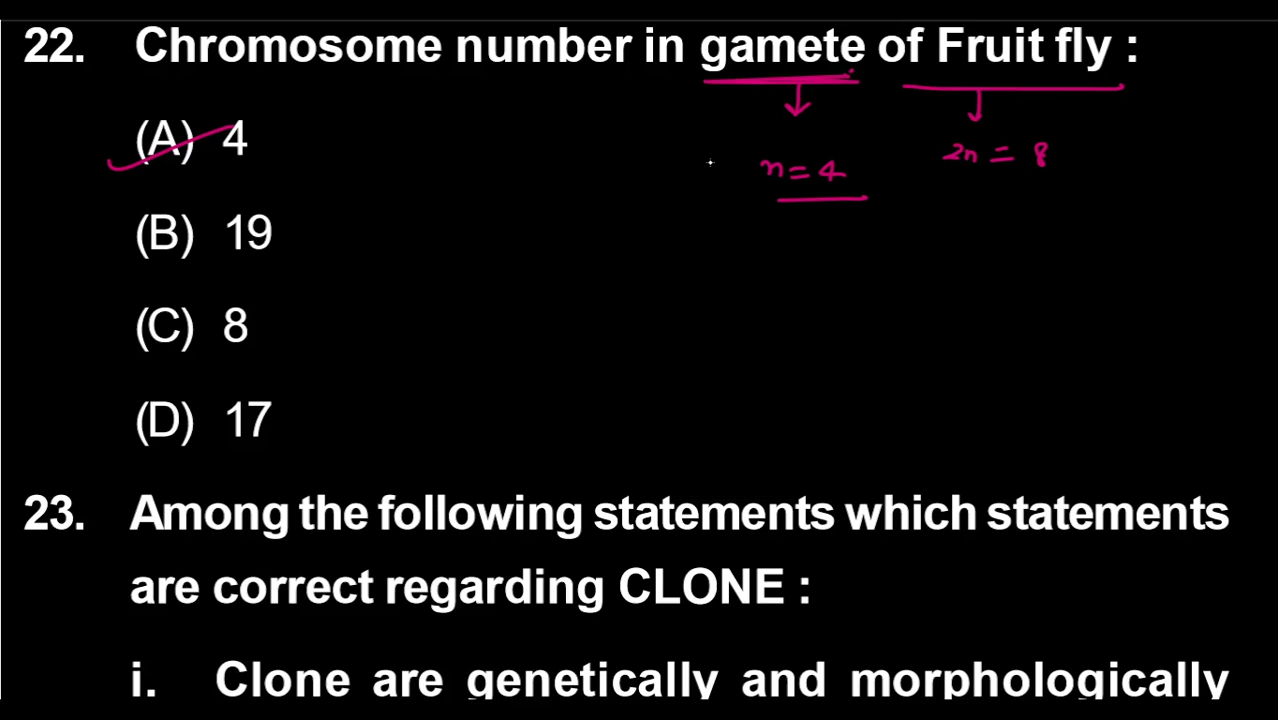 22. Chromosome number in gamete of Fruit fly :
(A) 4
n = 4
2n = 8
(B) 19
(C) 8
(D) 17
23. Among the following statements which statements
are correct regarding CLONE :
i. Clone are genetically and morphologically